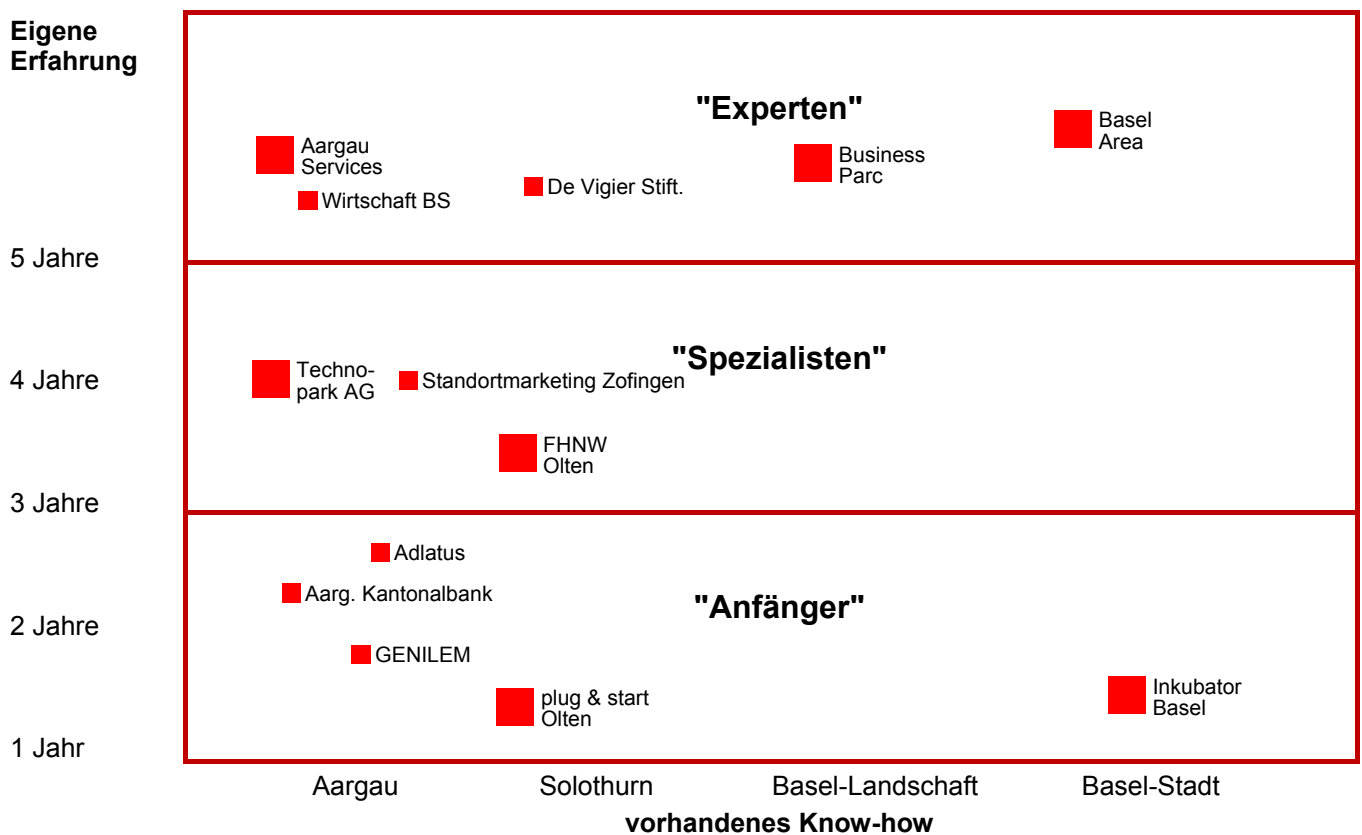 Eigene
Erfahrung
"Experten"
Basel
Area
Aargau
Services
Business
Parc
De Vigier Stift.
Wirtschaft BS
5 Jahre
"Spezialisten"
Techno-
park AG
Standortmarketing Zofingen
4 Jahre
FHNW
Olten
3 Jahre
Adlatus
Aarg. Kantonalbank
"Anfänger"
2 Jahre
GENILEM
plug & start
Olten
Inkubator
Basel
1 Jahr
Aargau
Solothurn
Basel-Landschaft
Basel-Stadt
vorhandenes Know-how